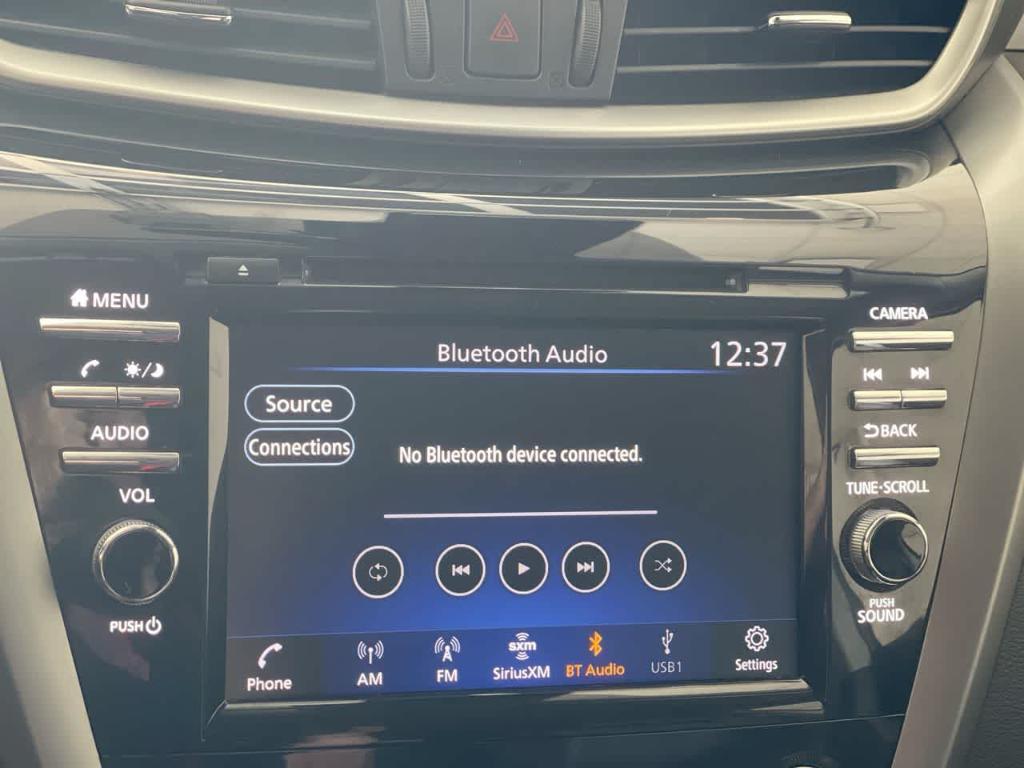 MENU
AUDIO
VOL
PUSH
Bluetooth Audio
12:37
Source
Connections
No Bluetooth device connected.
Phone
AM
FM
sxm
SiriusXM
BT Audio
USB1
Settings
CAMERA
BACK
TUNE·SCROLL
PUSH
SOUND